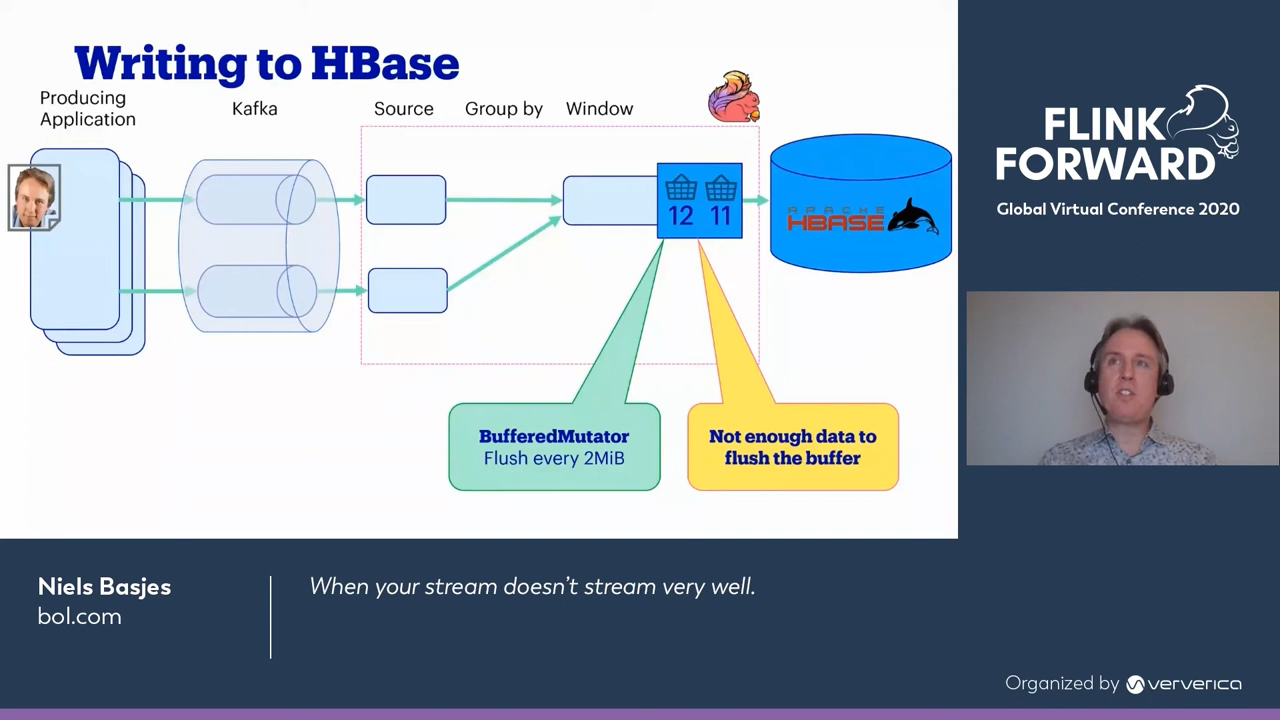 Writing to HBase
Producing
Application
Kafka
Source
Group by
Window
12
11
APACHE
HBASE
BufferedMutator
Flush every 2MiB
Not enough data to
flush the buffer
FLINK
FORWARD
Global Virtual Conference 2020
Niels Basjes
bol.com
When your stream doesn't stream very well.
Organized by ververica